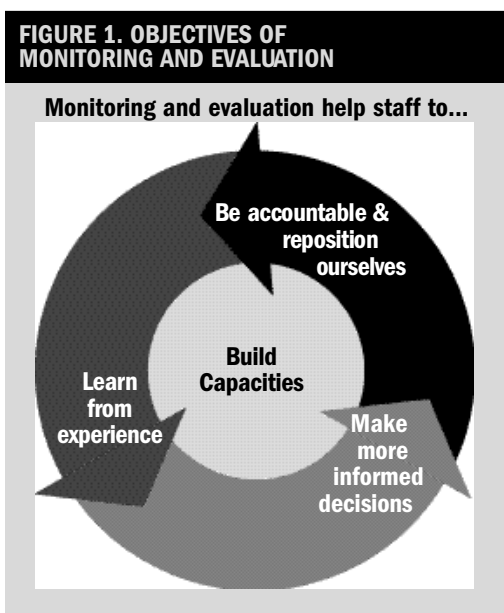 FIGURE 1. OBJECTIVES OF
MONITORING AND EVALUATION
Monitoring and evaluation help staff to...
Be accountable &
reposition
ourselves
Build
Capacities
Learn
from
experience
Make
more
informed
decisions